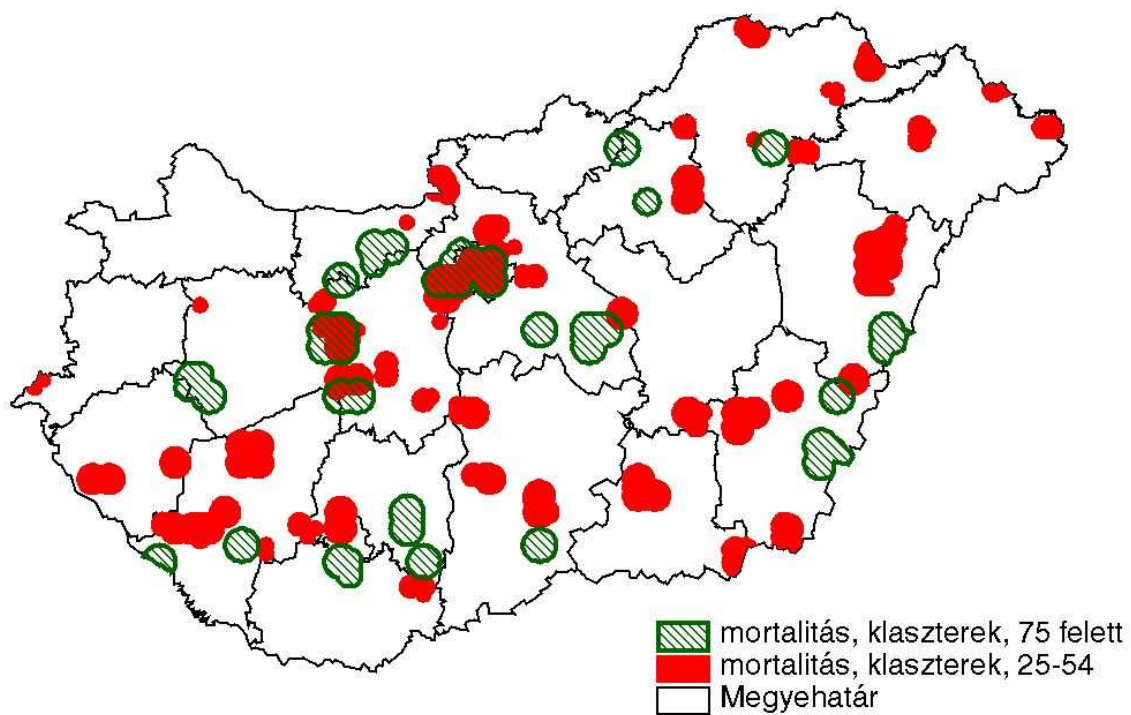 mortalitás, klaszterek, 75 felett
mortalitás, klaszterek, 25-54
Megyehatár